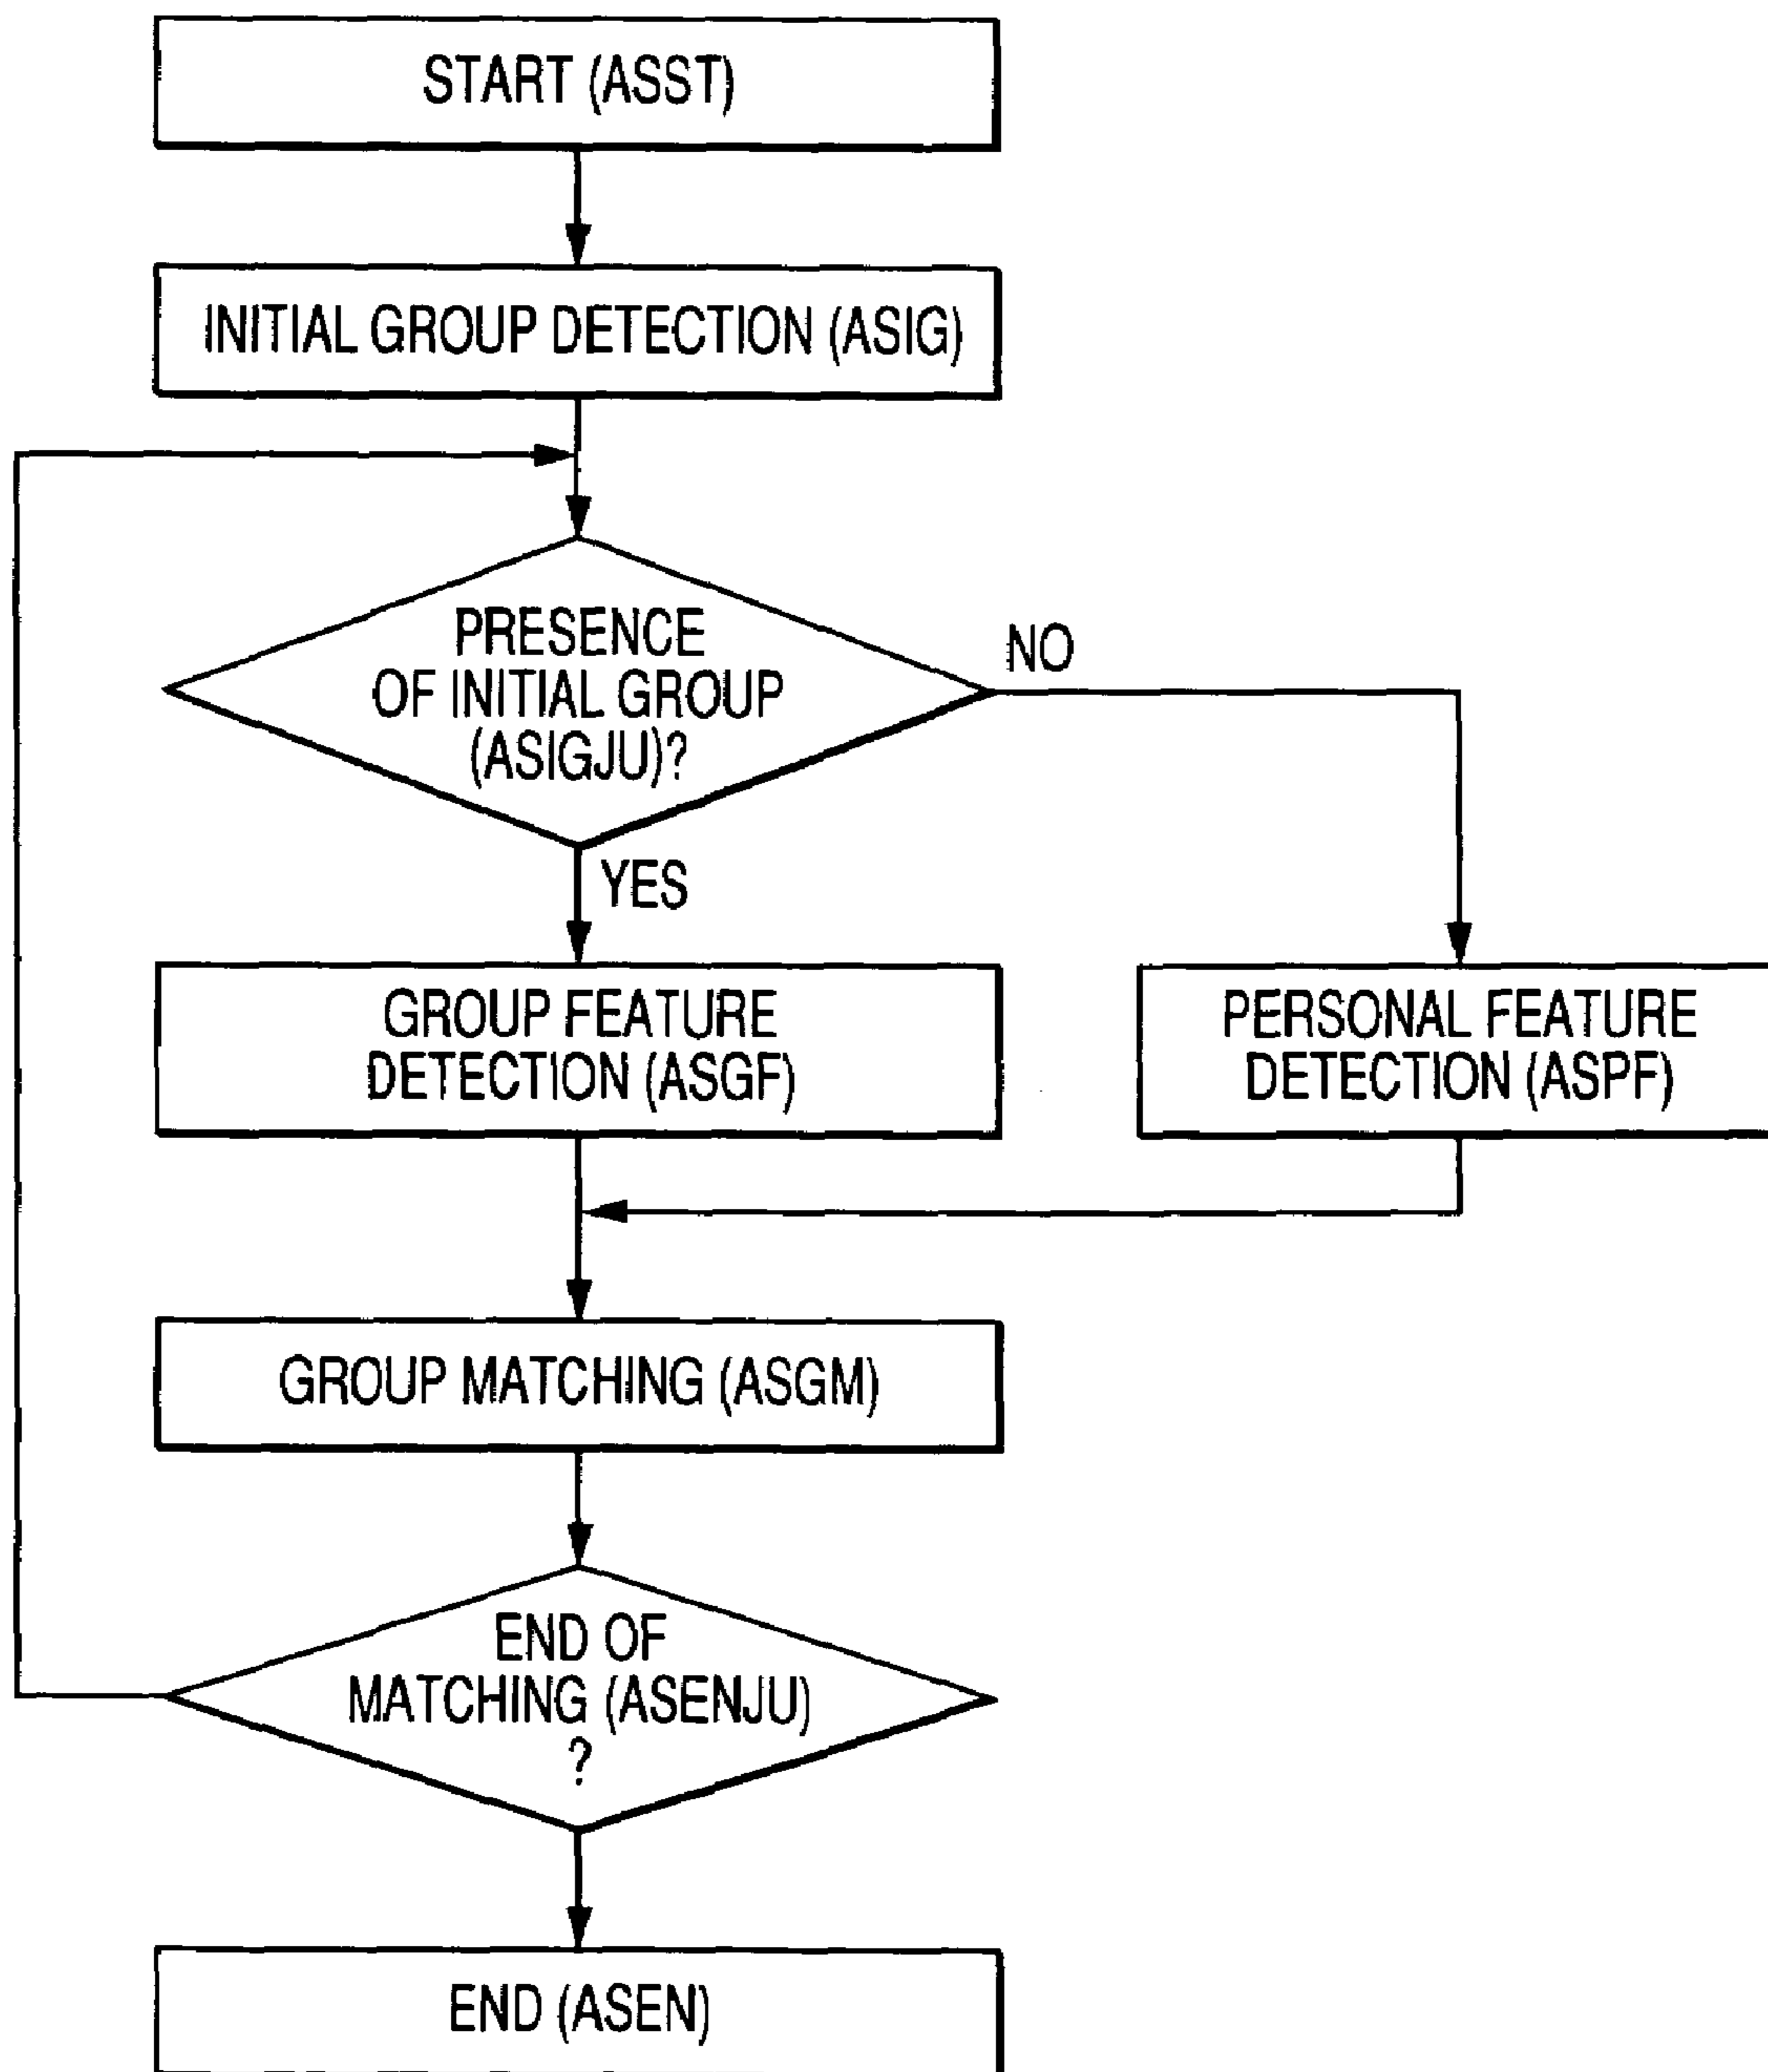 START (ASST)
INITIAL GROUP DETECTION (ASIG)
PRESENCE
OF INITIAL GROUP
(ASIGJU)?
NO
YES
GROUP FEATURE
DETECTION (ASGF)
PERSONAL FEATURE
DETECTION (ASPF)
GROUP MATCHING (ASGM)
END OF
MATCHING (ASENJU)
?
END (ASEN)